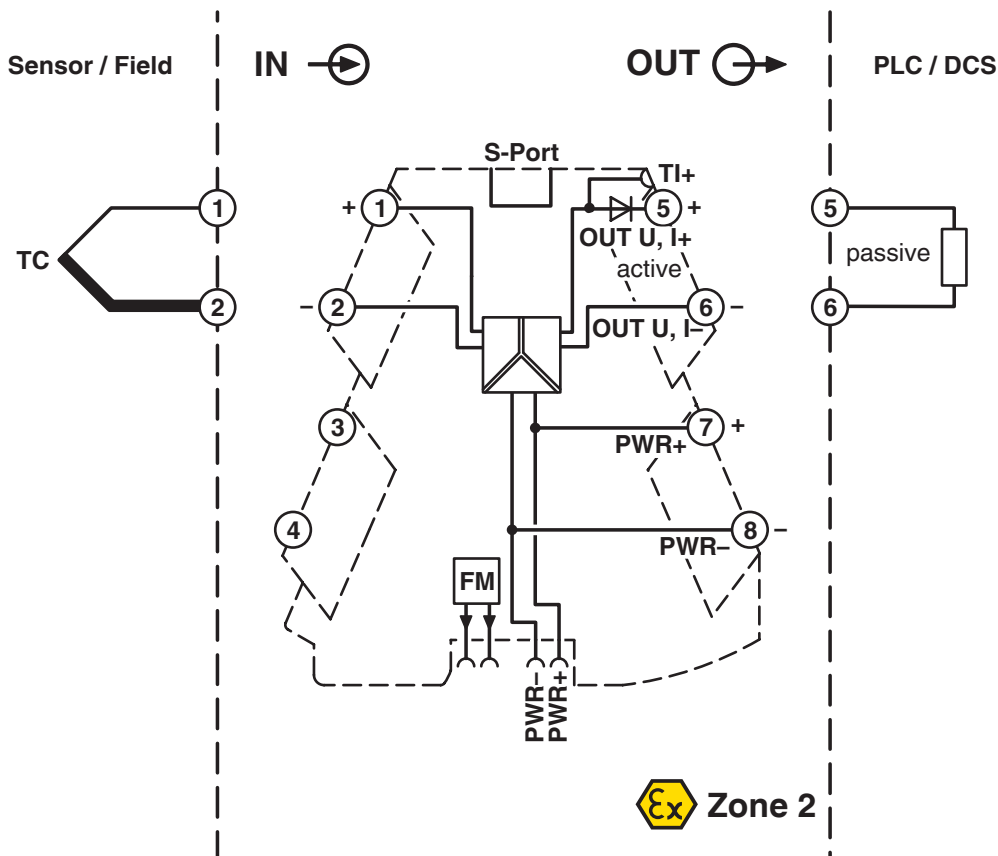 Sensor / Field
IN
OUT
PLC / DCS
S-Port
TI+
1
+ 1
5 +
5
OUT U, I+
TC
active
passive
2
– 2
6 –
6
OUT U, I–
3
7 +
PWR+
4
8 –
PWR–
FM
PWR–
PWR+
Ex Zone 2